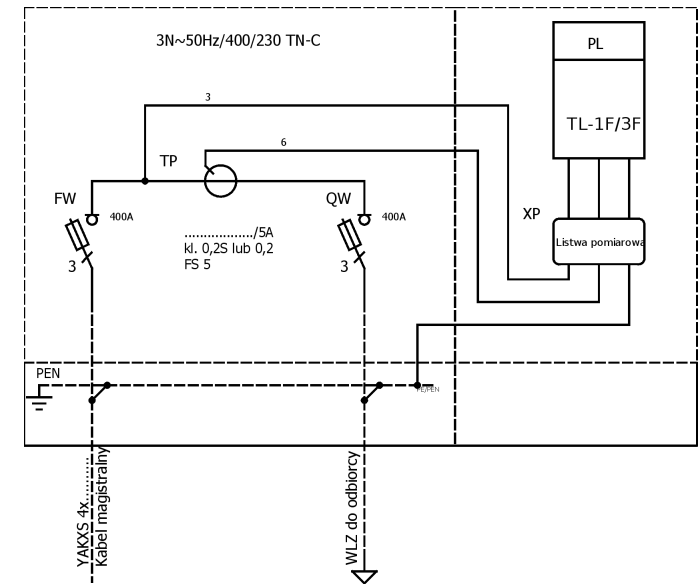 3N~50Hz/400/230 TN-C
PL
TL-1F/3F
3
6
TP
FW
400A
QW
400A
XP
Listwa pomiarowa
................../5A
kl. 0,2S lub 0,2
FS 5
3
3
PEN
PE/PEN
YAKXS 4x..........
Kabel magistralny
WLZ do odbiorcy